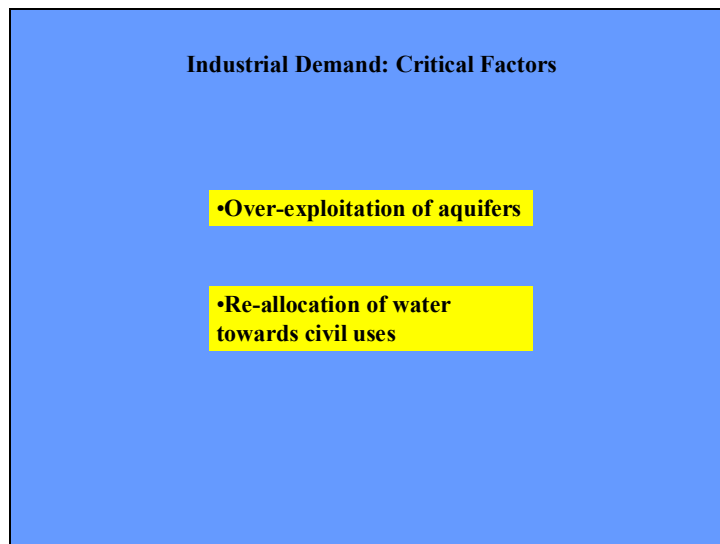 Industrial Demand: Critical Factors
•Over-exploitation of aquifers
•Re-allocation of water
towards civil uses